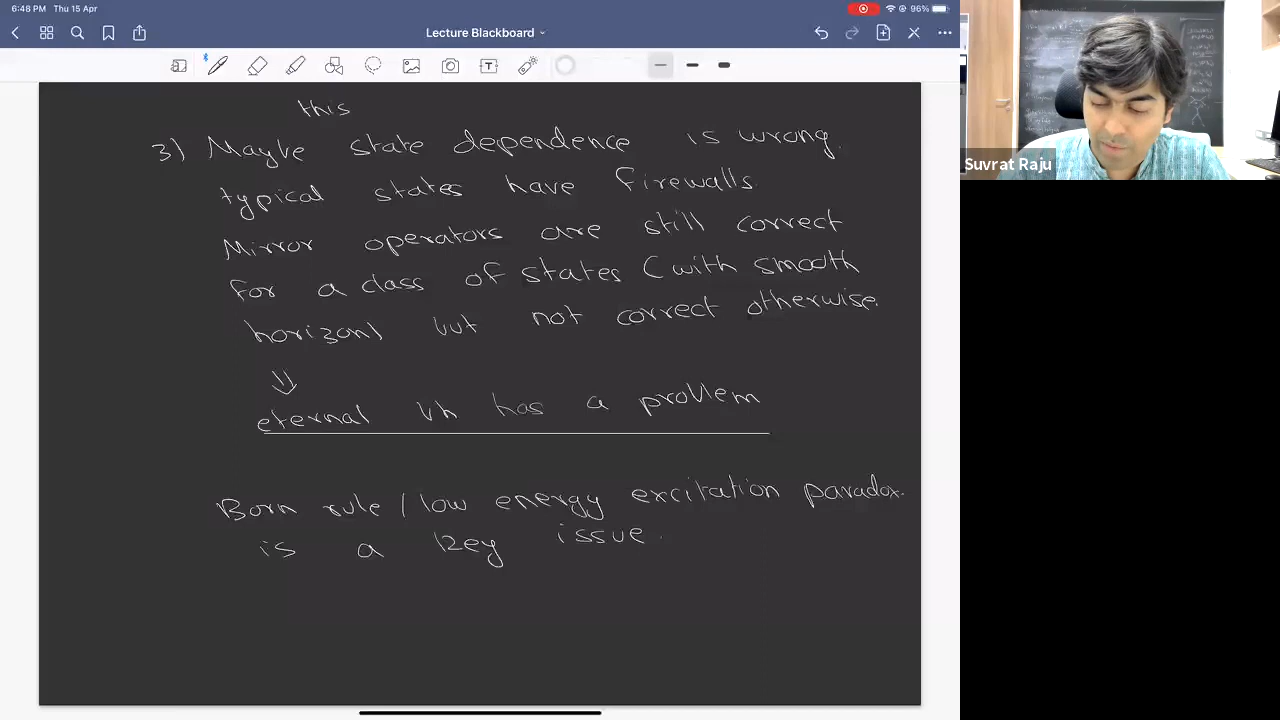 6:48 PM Thu 15 Apr
96%
Lecture Blackboard
this
3) Maybe state dependence is wrong.
typical states have firewalls.
Mirror operators are still correct
for a class of states (with smooth
horizons) but not correct otherwise.
⇓
eternal bh has a problem
Born rule / low energy excitation paradox.
is a key issue.
Suvrat Raju